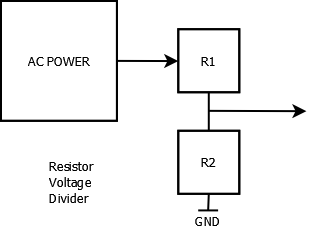 AC POWER
R1
R2
Resistor
Voltage
Divider
GND